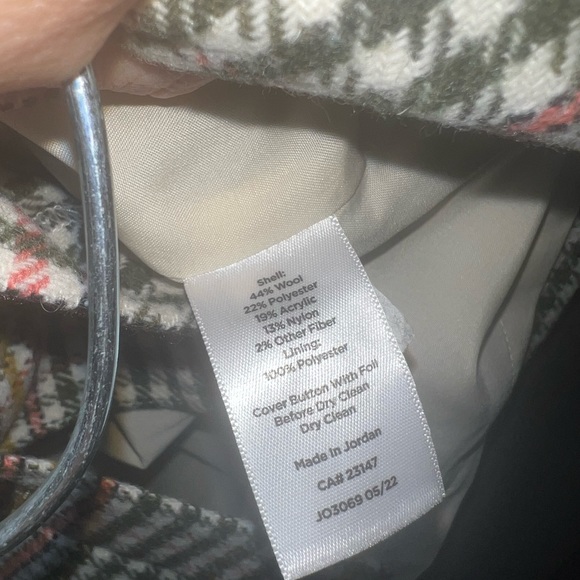 Shell:
44% Wool
22% Polyester
19% Acrylic
13% Nylon
2% Other Fiber
Lining:
100% Polyester
Cover Button With Foil
Before Dry Clean
Dry Clean
Made in Jordan
CA# 23147
JO3069 05/22